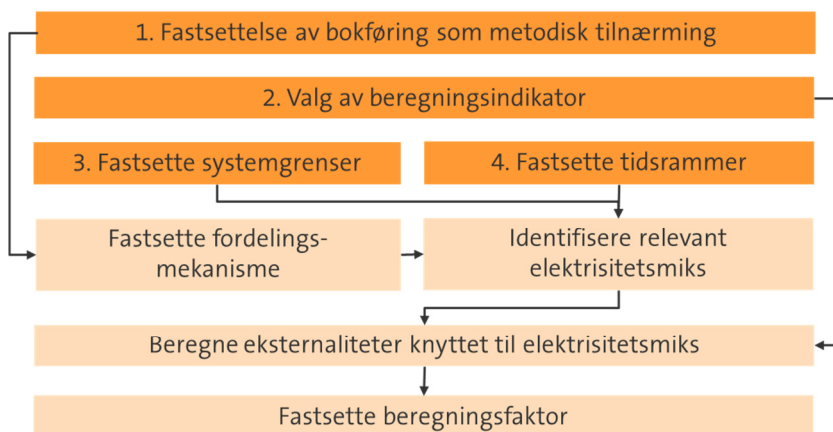 1. Fastsettelse av bokføring som metodisk tilnærming
2. Valg av beregningsindikator
3. Fastsette systemgrenser
4. Fastsette tidsrammer
Fastsette fordelings-
mekanisme
Identifisere relevant
elektrisitetsmiks
Beregne eksternaliteter knyttet til elektrisitetsmiks
Fastsette beregningsfaktor